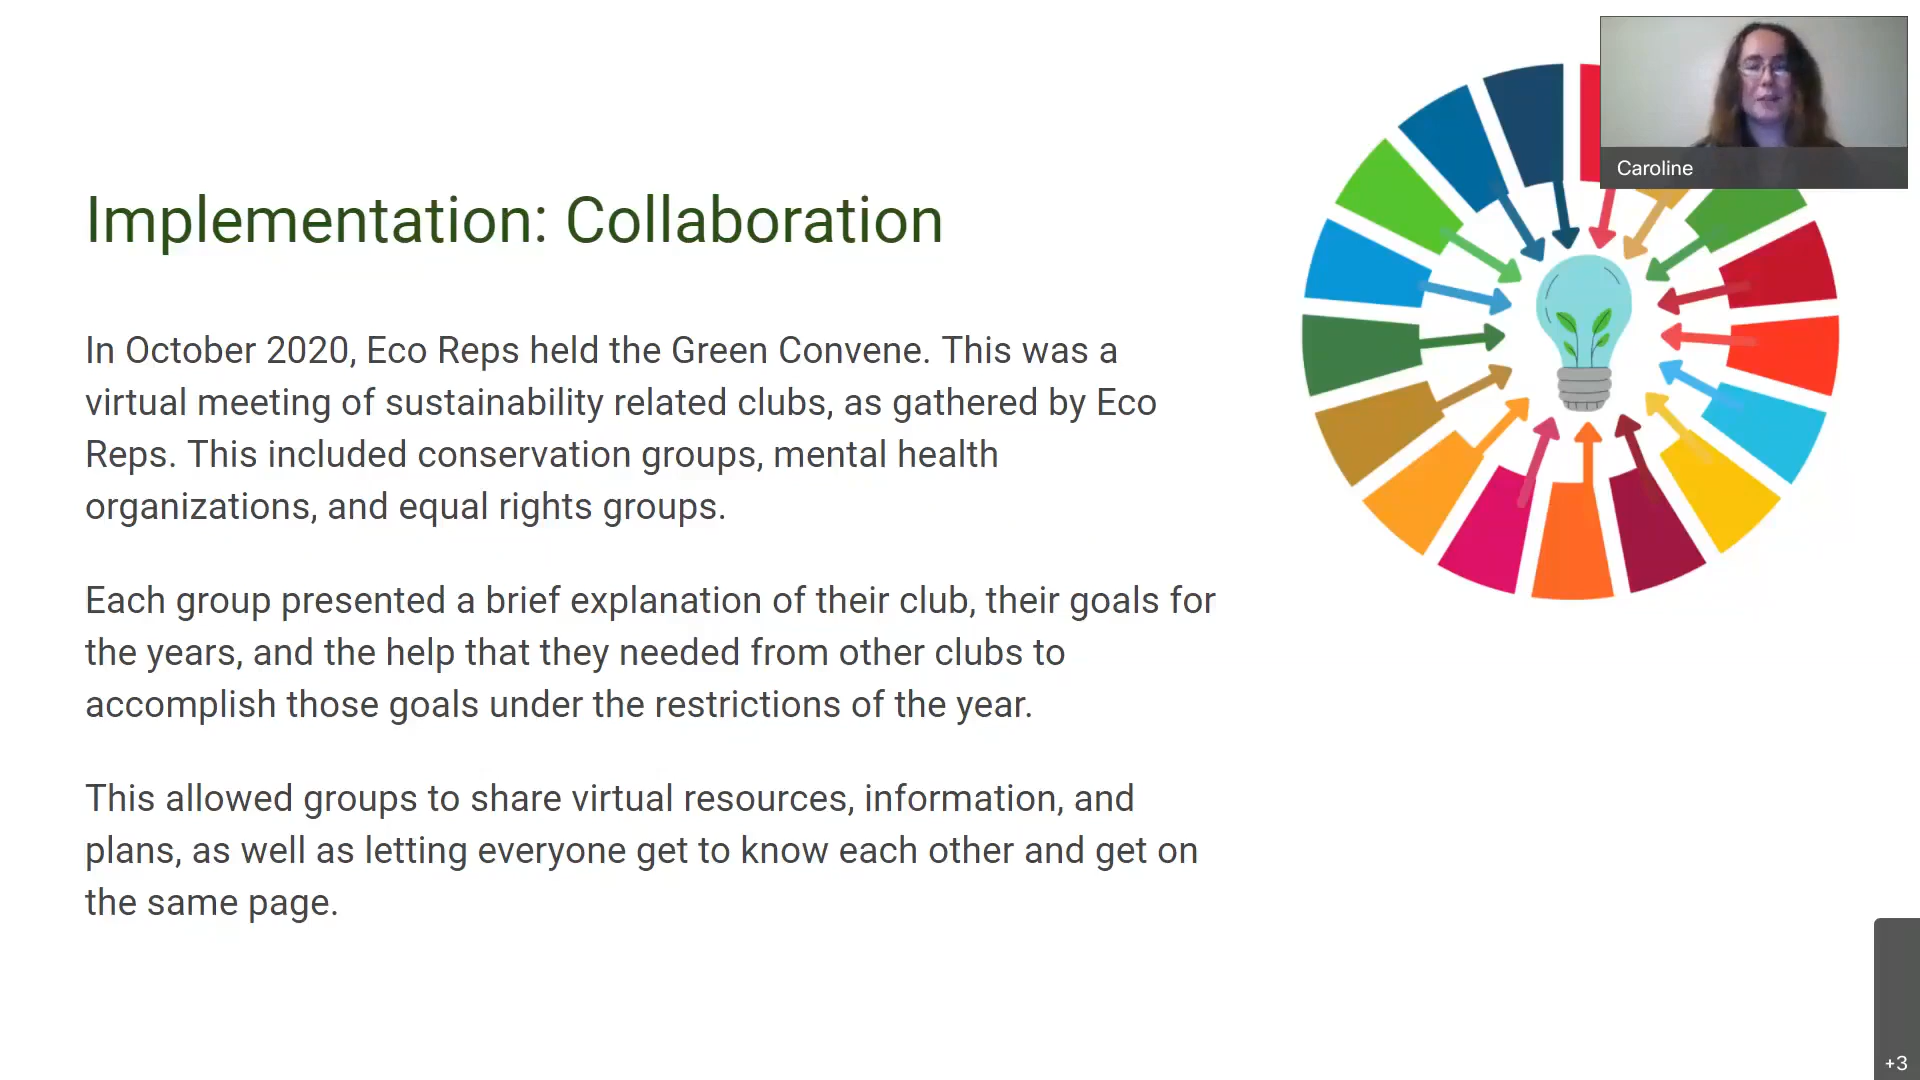 Caroline
Implementation: Collaboration
In October 2020, Eco Reps held the Green Convene. This was a
virtual meeting of sustainability related clubs, as gathered by Eco
Reps. This included conservation groups, mental health
organizations, and equal rights groups.
Each group presented a brief explanation of their club, their goals for
the years, and the help that they needed from other clubs to
accomplish those goals under the restrictions of the year.
This allowed groups to share virtual resources, information, and
plans, as well as letting everyone get to know each other and get on
the same page.
+3